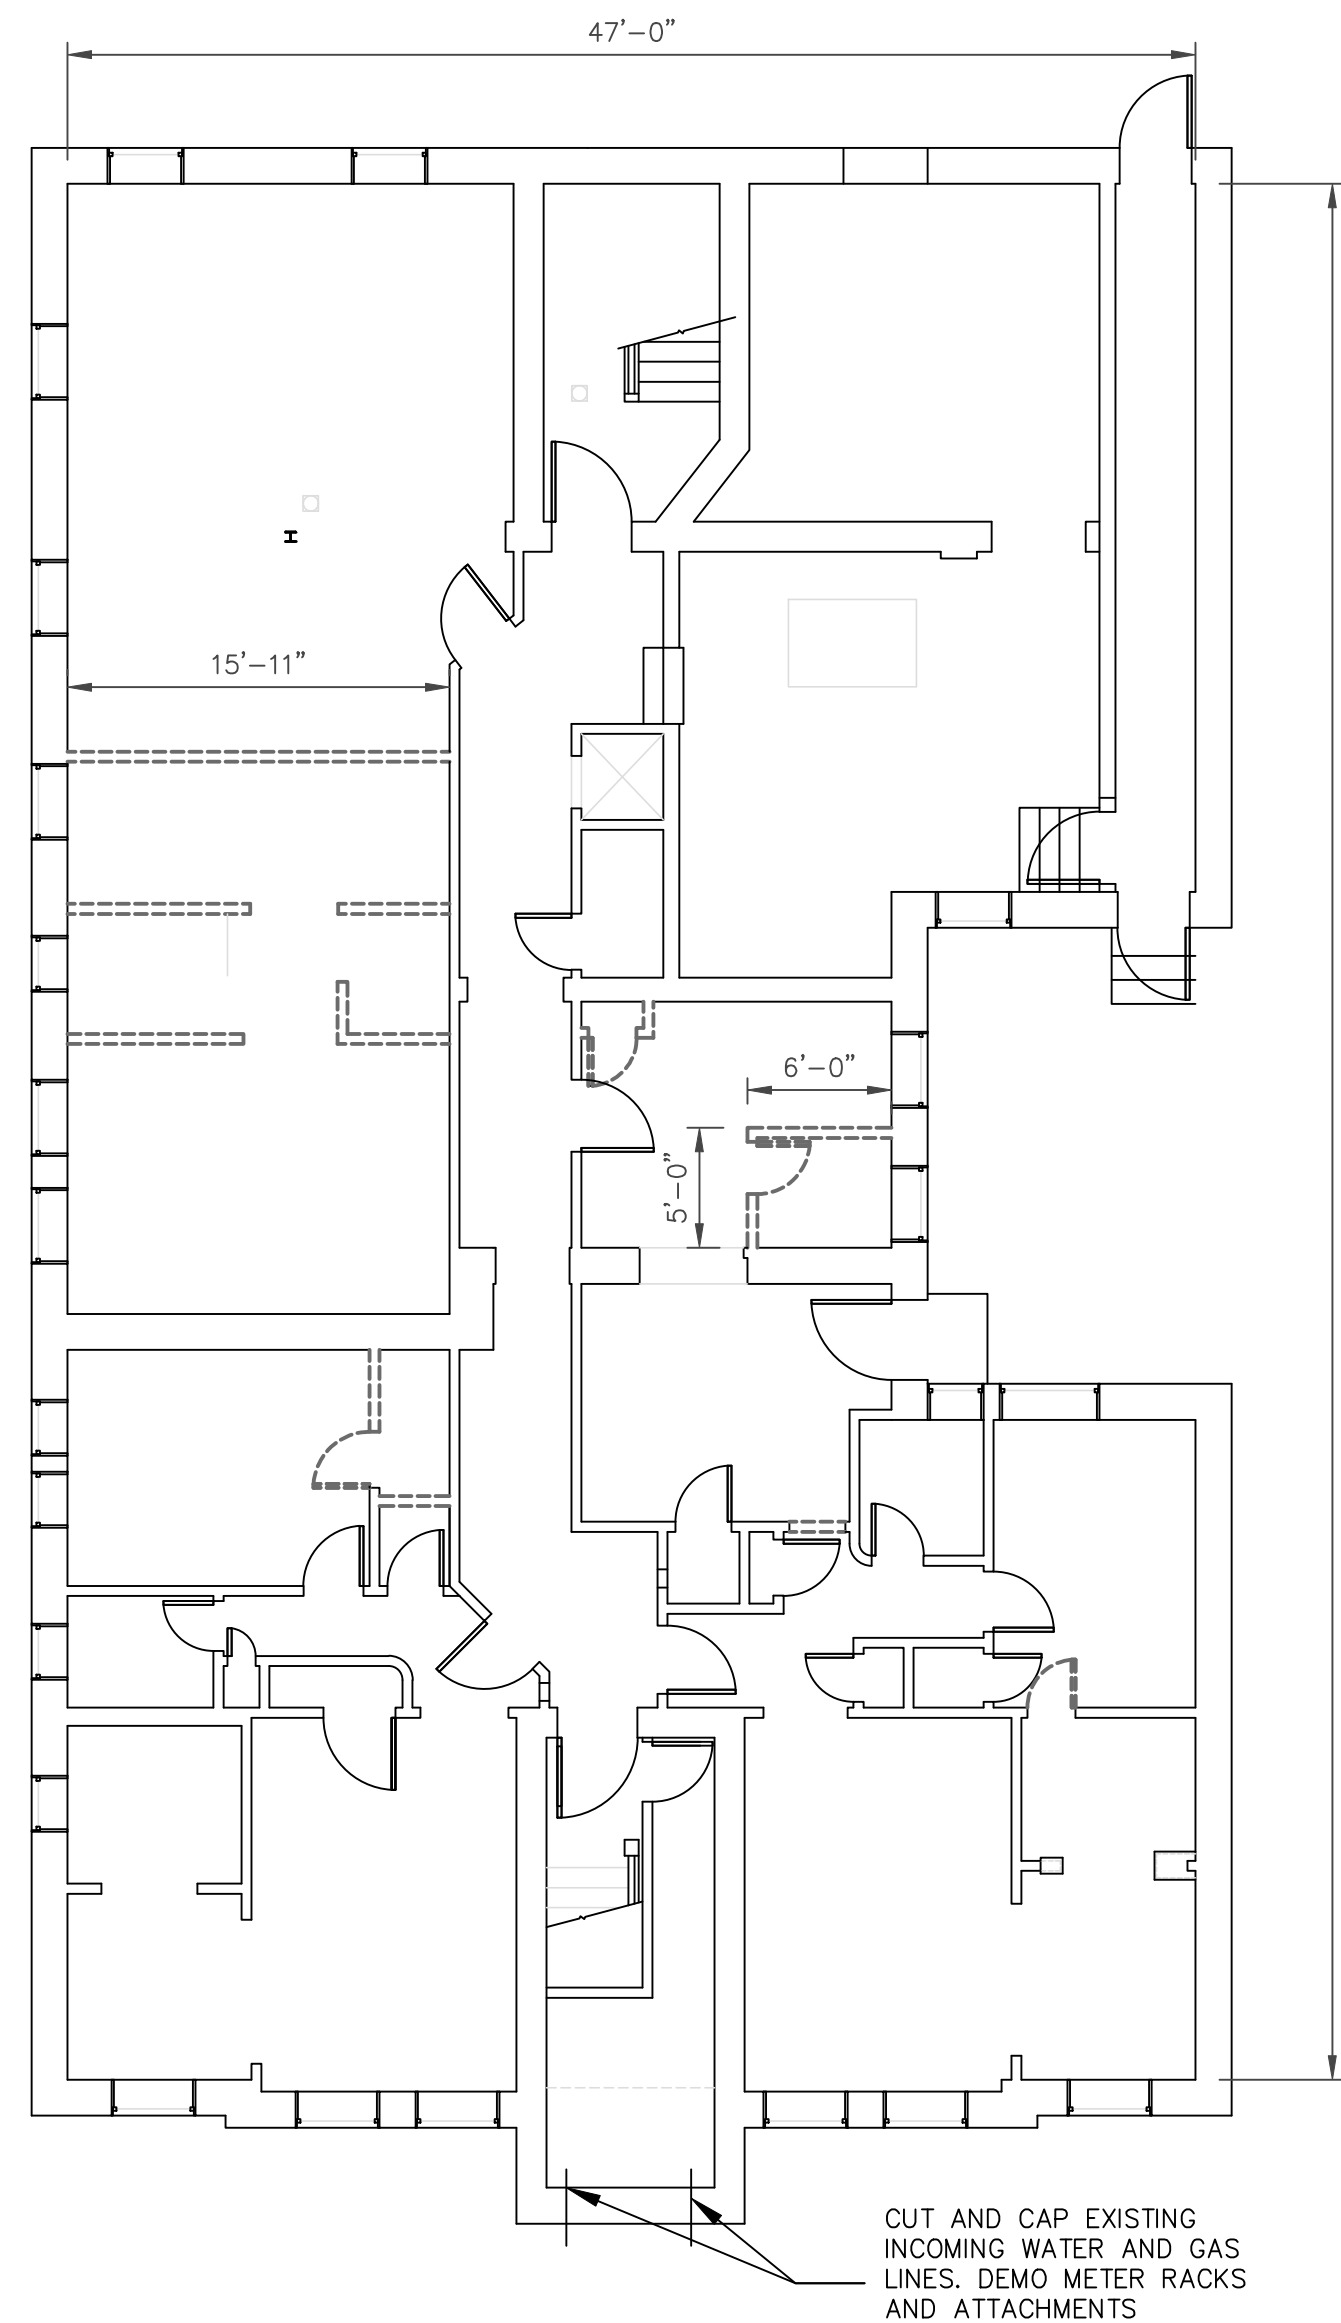 47'-0"
15'-11"
6'-0"
5'-0"
CUT AND CAP EXISTING
INCOMING WATER AND GAS
LINES. DEMO METER RACKS
AND ATTACHMENTS